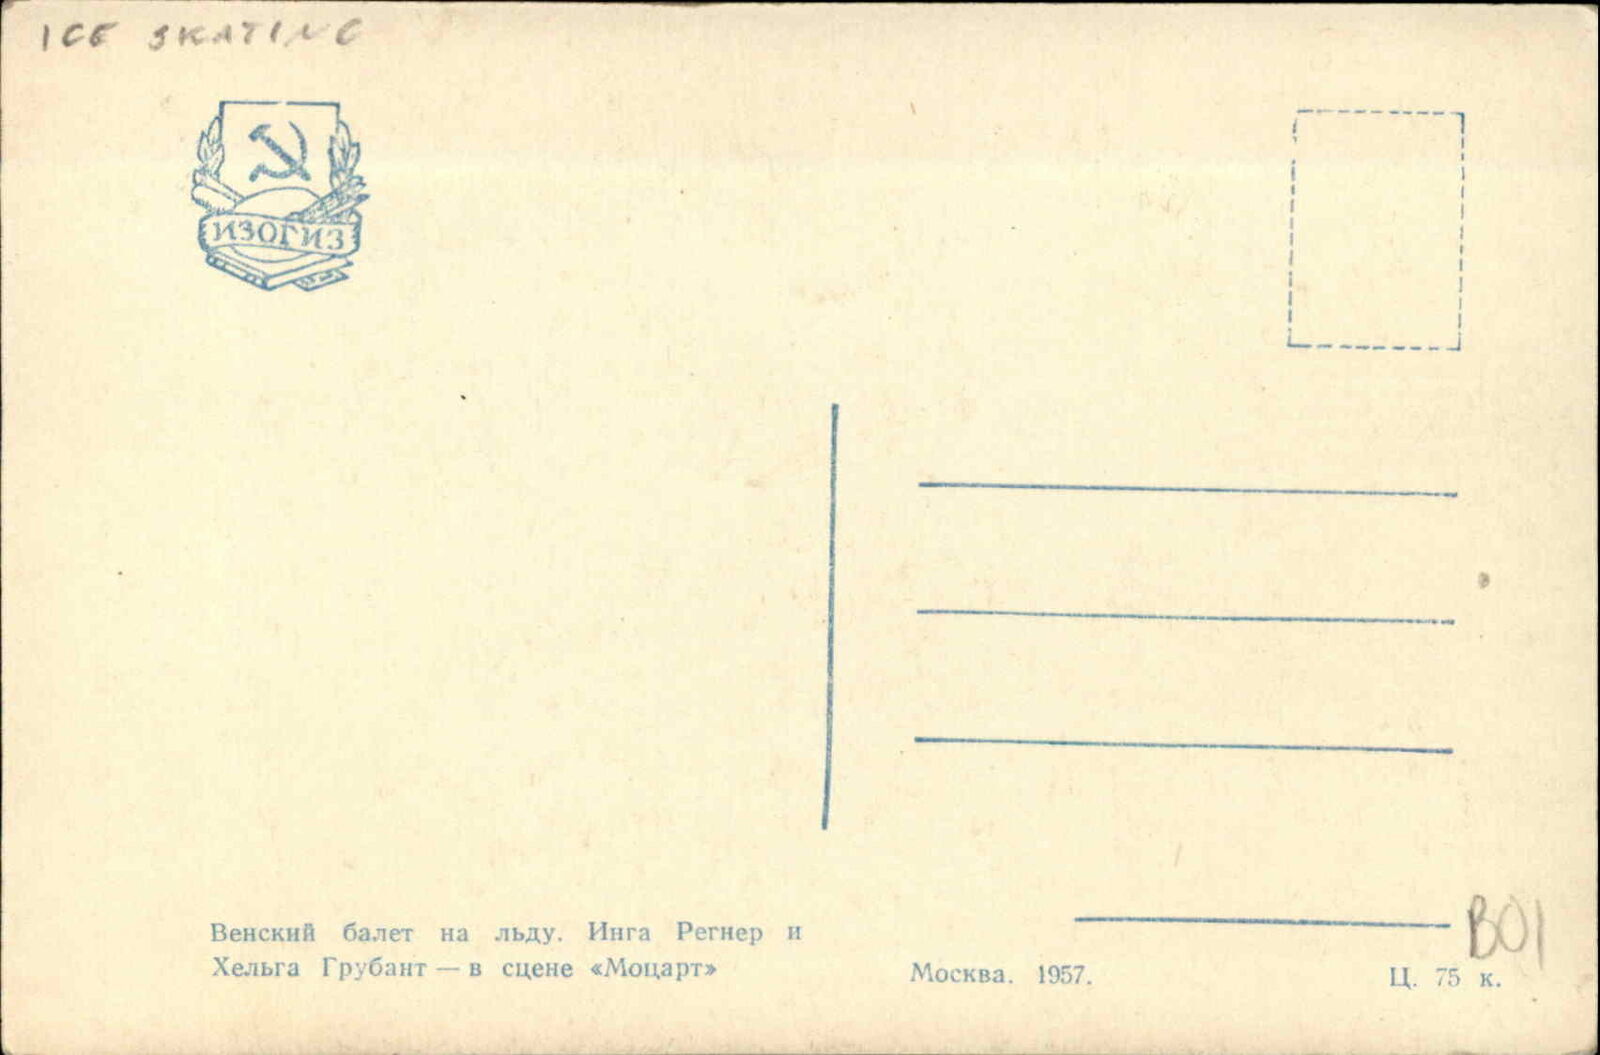 ICE SKATING
ИЗОГИЗ
Венский балет на льду. Инга Регнер и
Хельга Грубант — в сцене «Моцарт»
Москва. 1957.
Ц. 75 к.
B01